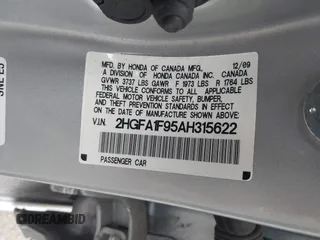 MFD. BY HONDA OF CANADA MFG. 12/09
A DIVISION OF HONDA CANADA INC. CANADA
GVWR 3737 LBS GAWR F 1973 LBS R 1764 LBS
THIS VEHICLE CONFORMS TO ALL APPLICABLE
FEDERAL MOTOR VEHICLE SAFETY, BUMPER,
AND THEFT PREVENTION STANDARDS IN EFFECT
ON THE DATE OF MANUFACTURE SHOWN ABOVE.
V.I.N. 2HGFA1F95AH315622
PASSENGER CAR
DREAMBID